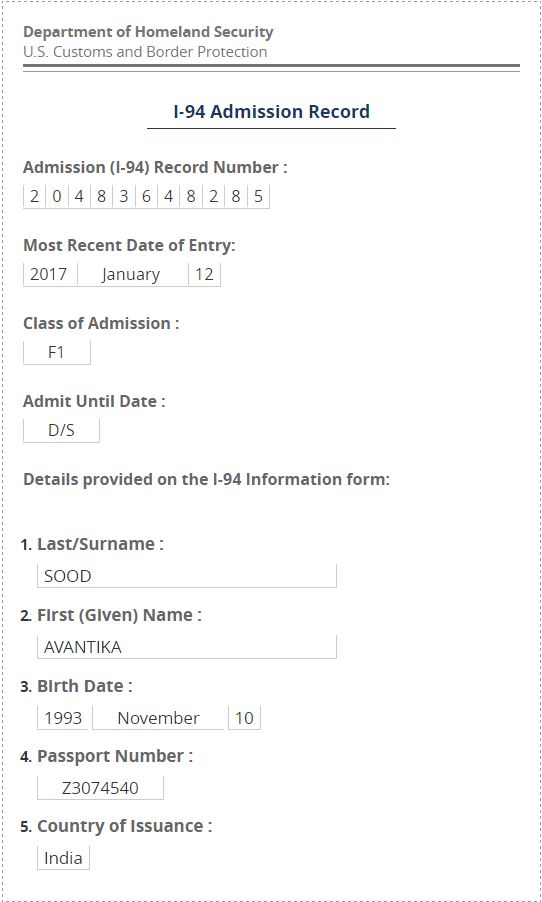 Department of Homeland Security
U.S. Customs and Border Protection
I-94 Admission Record
Admission (I-94) Record Number :
2 0 4 8 3 6 4 8 2 8 5
Most Recent Date of Entry:
2017 January 12
Class of Admission :
F1
Admit Until Date :
D/S
Details provided on the I-94 Information form:
1. Last/Surname :
SOOD
2. First (Given) Name :
AVANTIKA
3. Birth Date :
1993 November 10
4. Passport Number :
Z3074540
5. Country of Issuance :
India